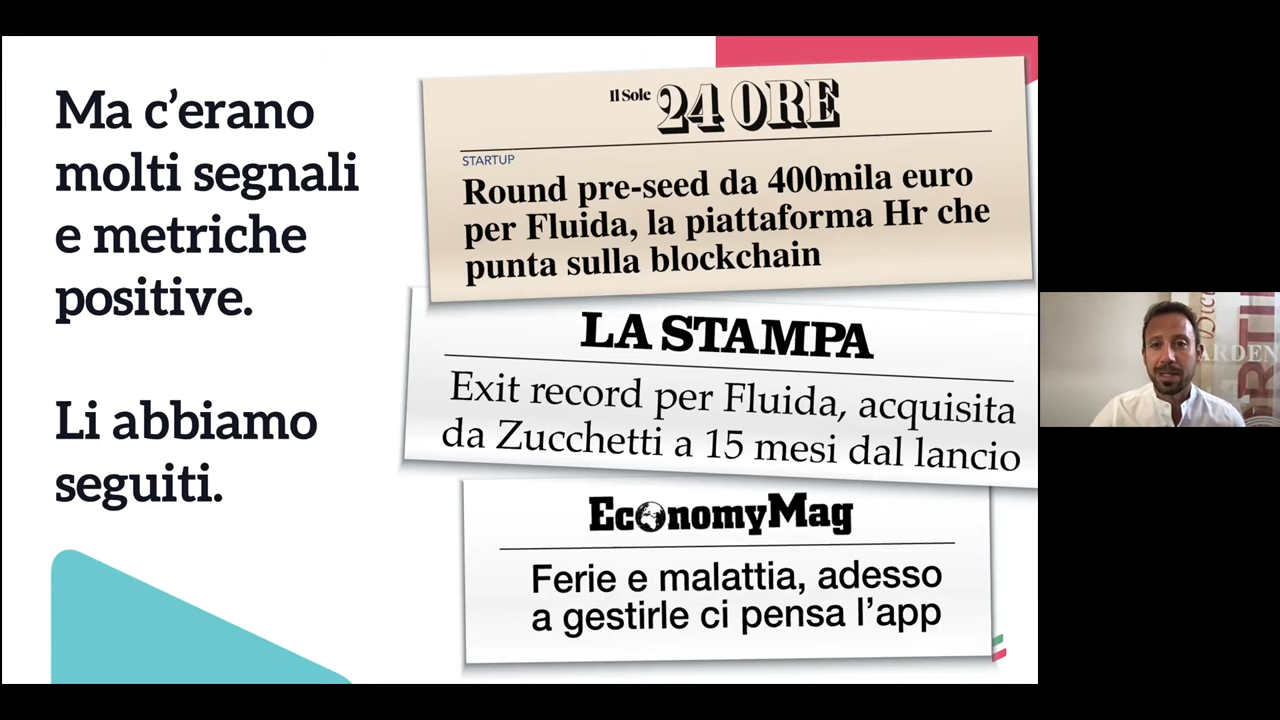 Ma c’erano
molti segnali
e metriche
positive.
Li abbiamo
seguiti.
Il Sole 24 ORE
STARTUP
Round pre-seed da 400mila euro
per Fluida, la piattaforma Hr che
punta sulla blockchain
LA STAMPA
Exit record per Fluida, acquisita
da Zucchetti a 15 mesi dal lancio
EconomyMag
Ferie e malattia, adesso
a gestirle ci pensa l’app
ARDEN